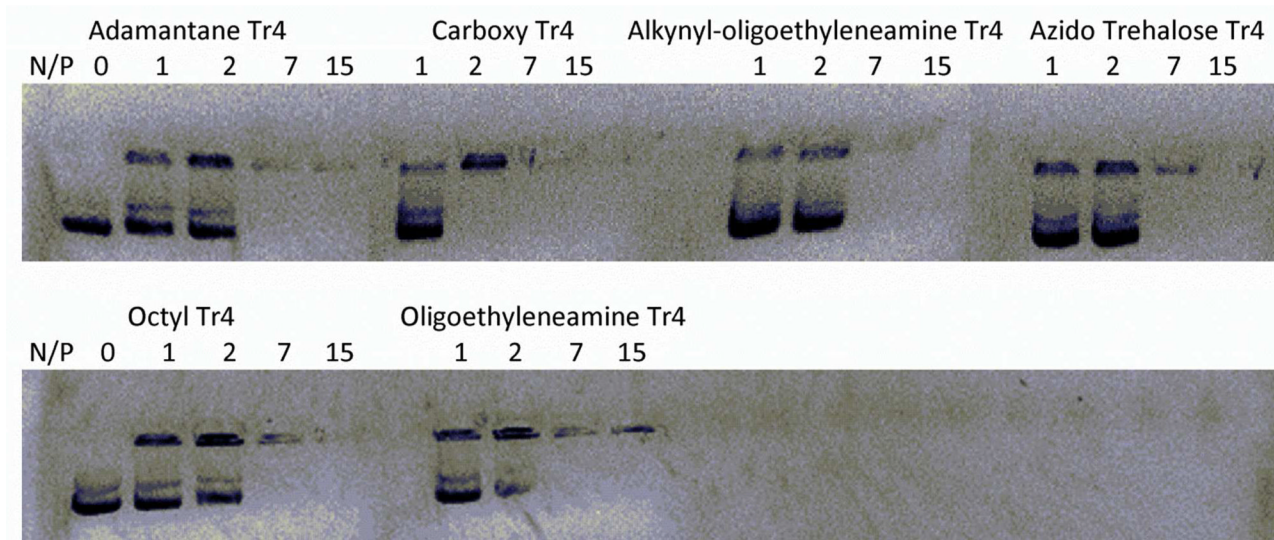 Adamantane Tr4 Carboxy Tr4 Alkynyl-oligoethyleneamine Tr4 Azido Trehalose Tr4
N/P 0 1 2 7 15 1 2 7 15 1 2 7 15 1 2 7 15
Octyl Tr4 Oligoethyleneamine Tr4
N/P 0 1 2 7 15 1 2 7 15